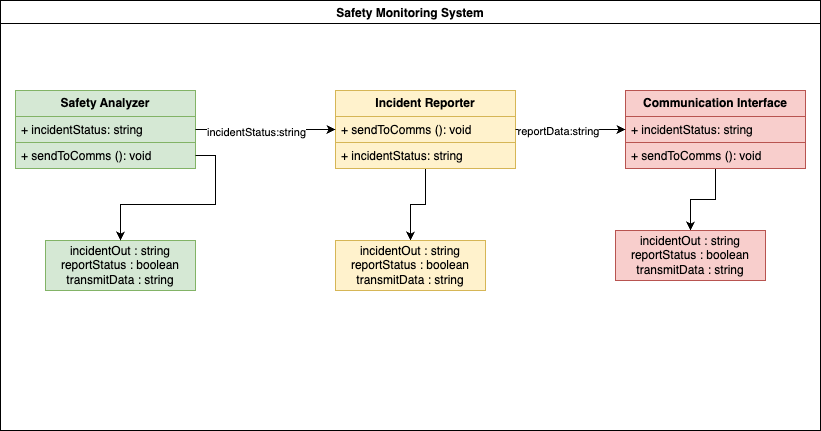 Safety Monitoring System
Safety Analyzer
+ incidentStatus: string
+ sendToComms (): void
incidentStatus:string
Incident Reporter
+ sendToComms (): void
+ incidentStatus: string
reportData:string
Communication Interface
+ incidentStatus: string
+ sendToComms (): void
incidentOut : string
reportStatus : boolean
transmitData : string
incidentOut : string
reportStatus : boolean
transmitData : string
incidentOut : string
reportStatus : boolean
transmitData : string